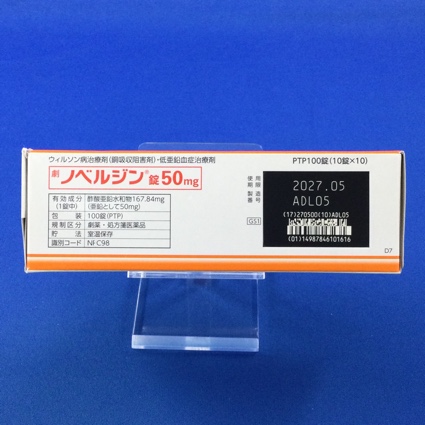 ウィルソン病治療剤(銅吸収阻害剤)・低亜鉛血症治療剤
PTP100錠(10錠×10)
劇 ノベルジン®錠50mg
有効成分(1錠中) 酢酸亜鉛水和物167.84mg(亜鉛として50mg)
包装 100錠(PTP)
規制区分 劇薬・処方箋医薬品
貯法 室温保存
識別コード NFC98
使用期限 2027.05
製造番号 ADL05
GS1
(17)270500(10)ADL05
(01)14987846101616
D7